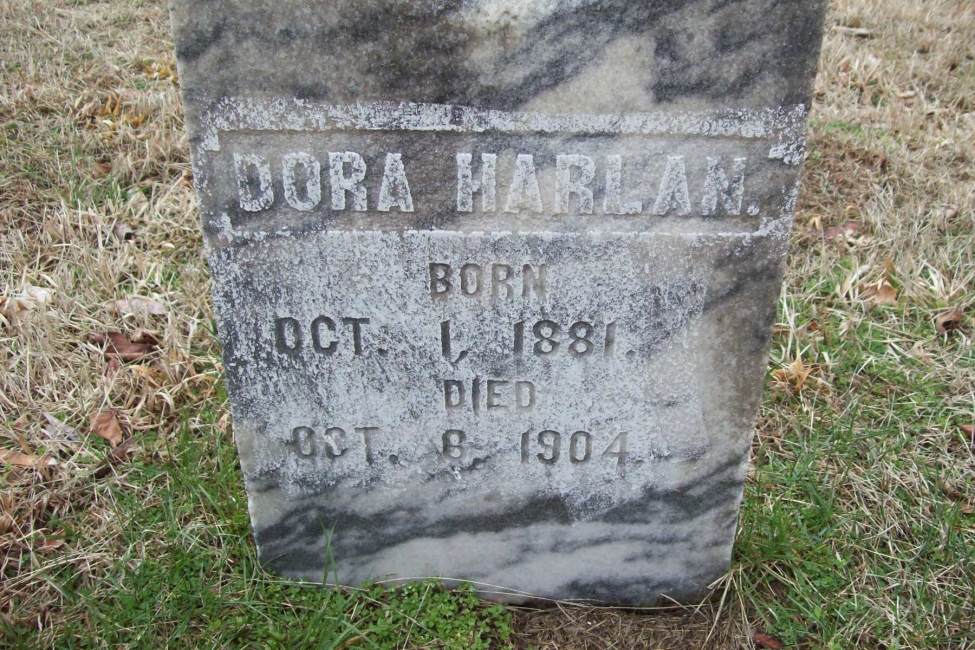 DORA HARLAN.
BORN
OCT. 1, 1881.
DIED
OCT. 8, 1904.